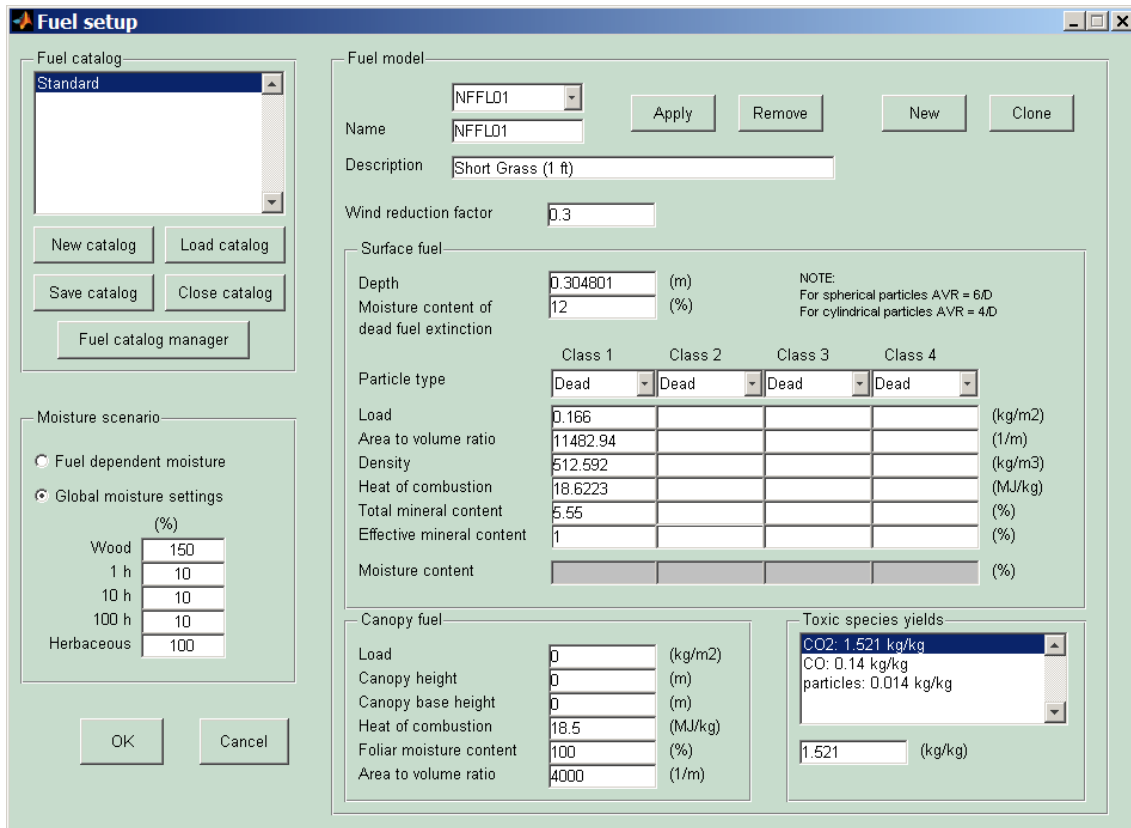 Fuel setup
Fuel catalog
Standard
New catalog
Load catalog
Save catalog
Close catalog
Fuel catalog manager
Moisture scenario
Fuel dependent moisture
Global moisture settings
(%)
Wood 150
1 h 10
10 h 10
100 h 10
Herbaceous 100
OK
Cancel
Fuel model
NFFL01
Name NFFL01
Apply
Remove
New
Clone
Description Short Grass (1 ft)
Wind reduction factor 0.3
Surface fuel
Depth 0.304801 (m)
Moisture content of
dead fuel extinction
12 (%)
NOTE:
For spherical particles AVR = 6/D
For cylindrical particles AVR = 4/D
Class 1 Class 2 Class 3 Class 4
Particle type Dead Dead Dead Dead
Load 0.166 (kg/m2)
Area to volume ratio 11482.94 (1/m)
Density 512.592 (kg/m3)
Heat of combustion 18.6223 (MJ/kg)
Total mineral content 5.55 (%)
Effective mineral content 1 (%)
Moisture content (%)
Canopy fuel
Load 0 (kg/m2)
Canopy height 0 (m)
Canopy base height 0 (m)
Heat of combustion 18.5 (MJ/kg)
Foliar moisture content 100 (%)
Area to volume ratio 4000 (1/m)
Toxic species yields
CO2: 1.521 kg/kg
CO: 0.14 kg/kg
particles: 0.014 kg/kg
1.521 (kg/kg)